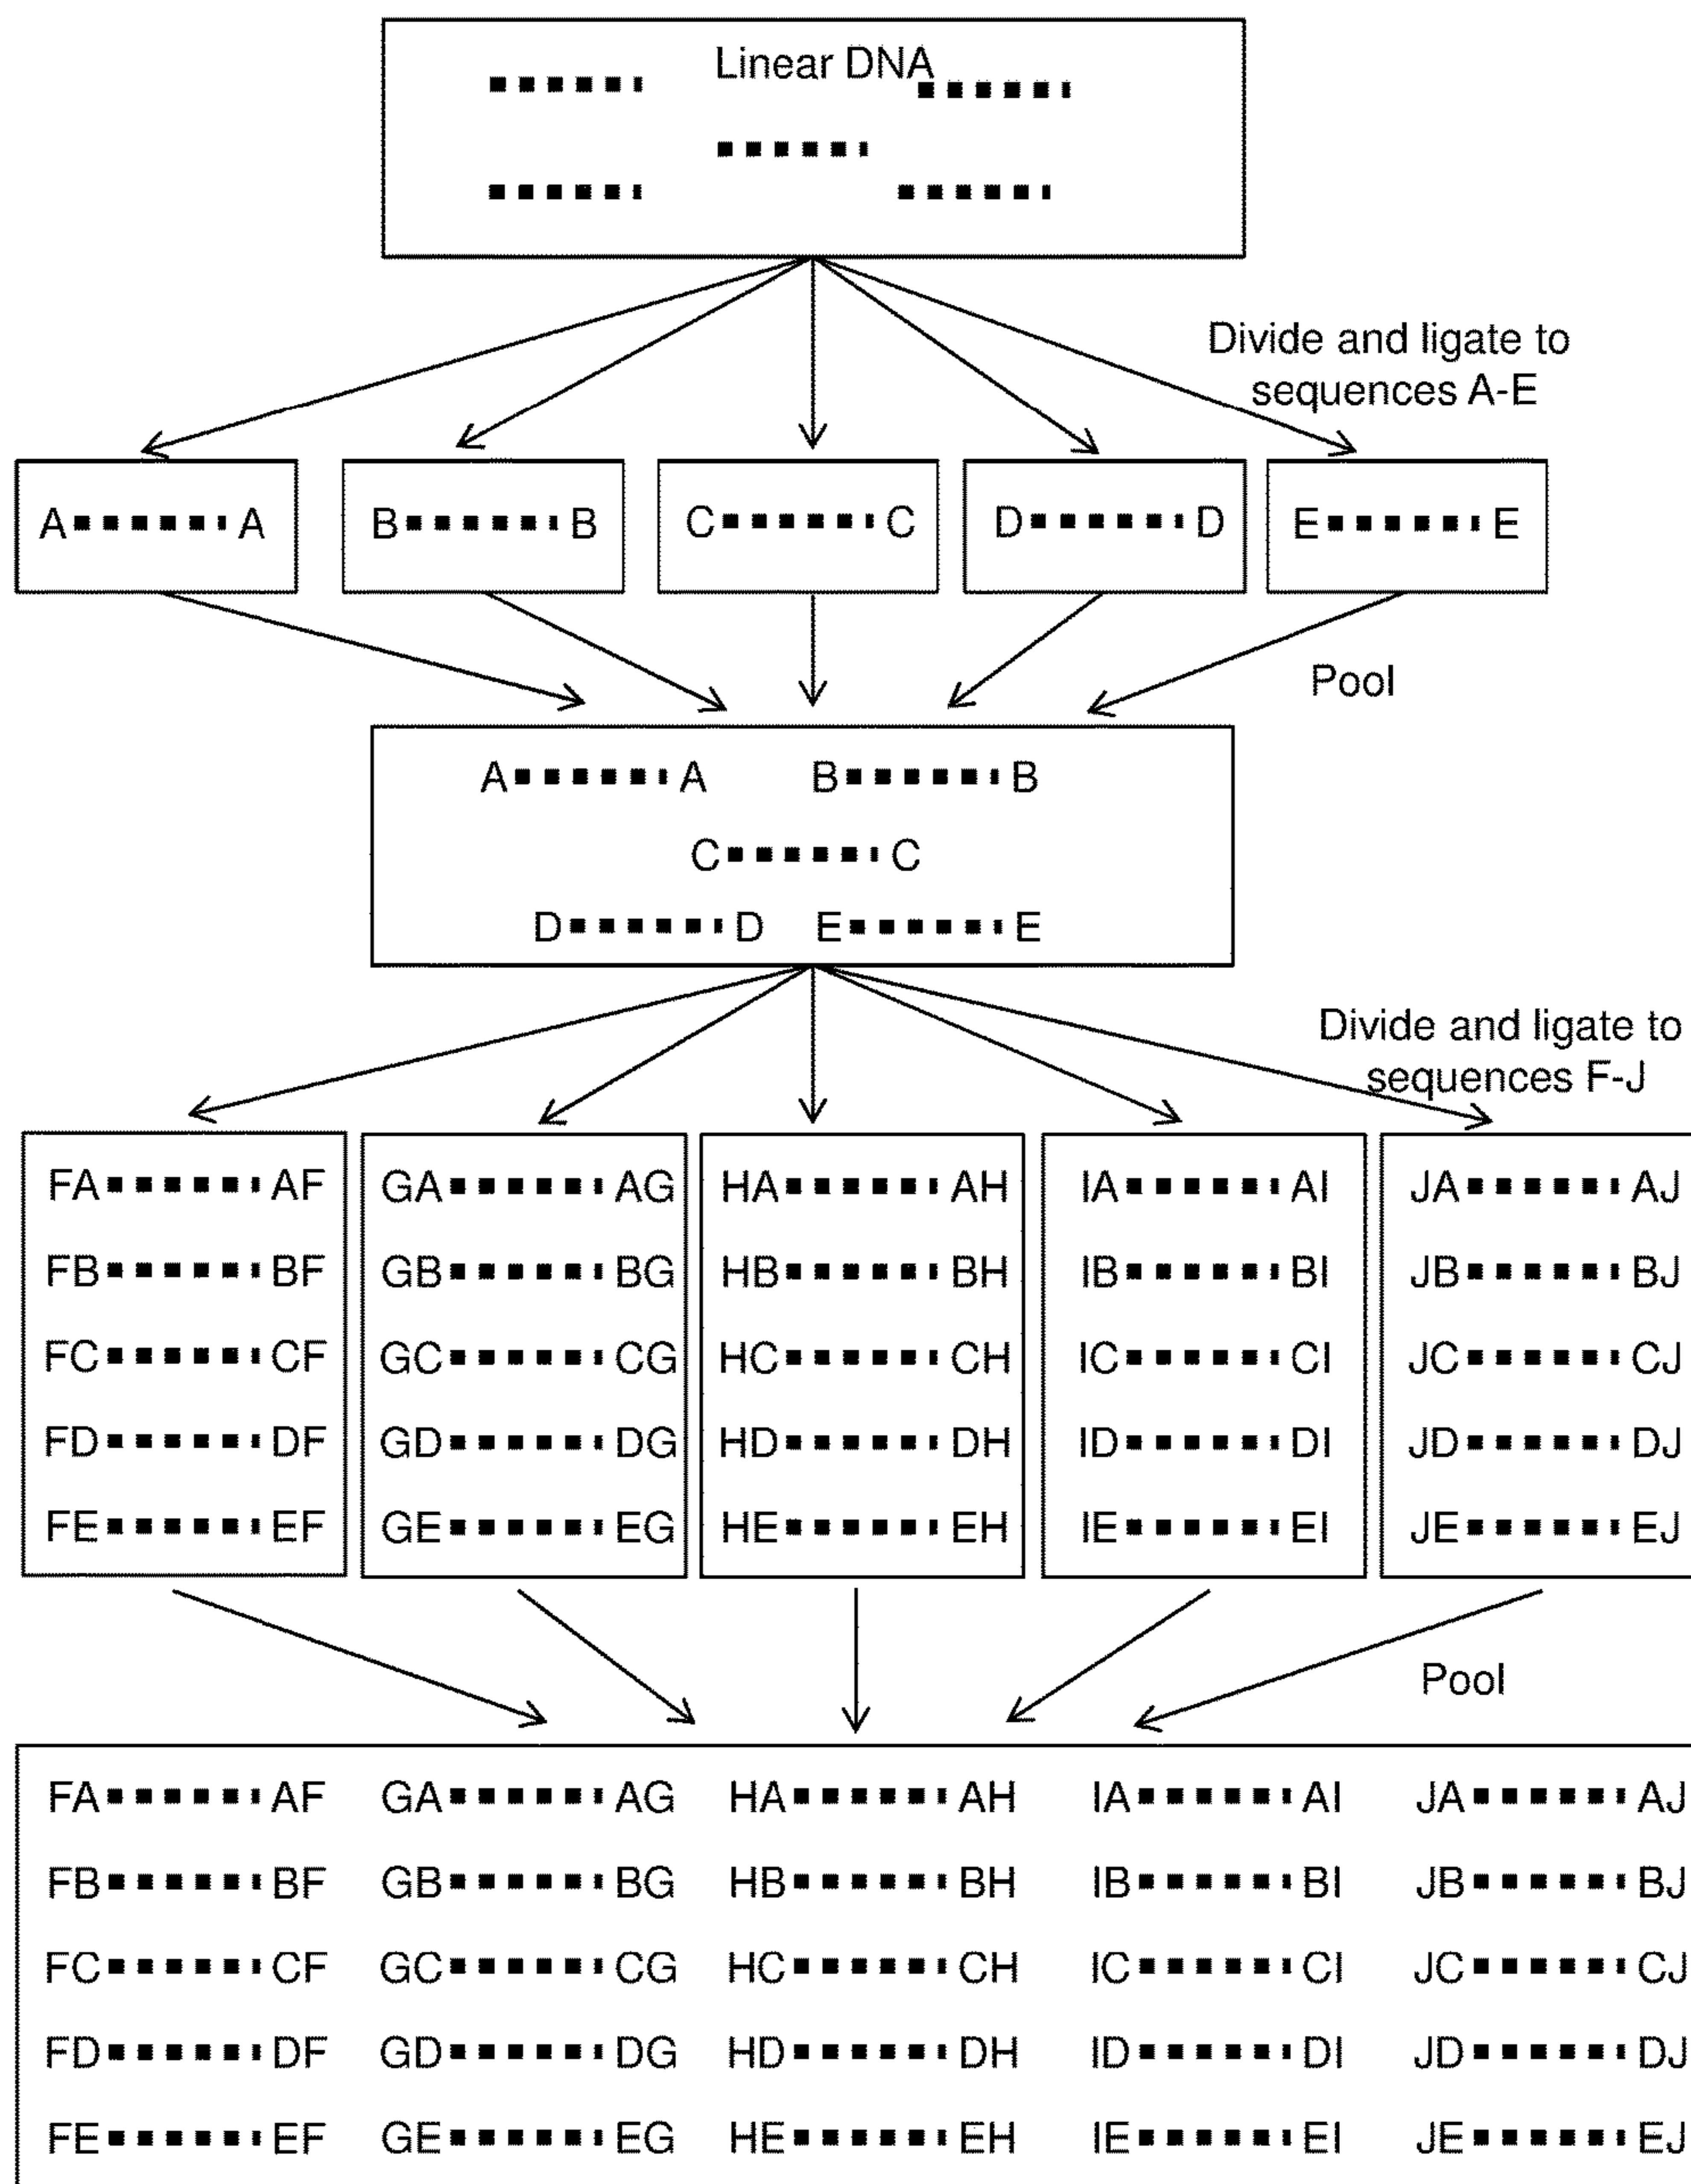 Linear DNA
Divide and ligate to
sequences A-E
A A B B C C D D E E
Pool
A A B B
C C
D D E E
Divide and ligate to
sequences F-J
FA AF GA AG HA AH IA AI JA AJ
FB BF GB BG HB BH IB BI JB BJ
FC CF GC CG HC CH IC CI JC CJ
FD DF GD DG HD DH ID DI JD DJ
FE EF GE EG HE EH IE EI JE EJ
Pool
FA AF GA AG HA AH IA AI JA AJ
FB BF GB BG HB BH IB BI JB BJ
FC CF GC CG HC CH IC CI JC CJ
FD DF GD DG HD DH ID DI JD DJ
FE EF GE EG HE EH IE EI JE EJ